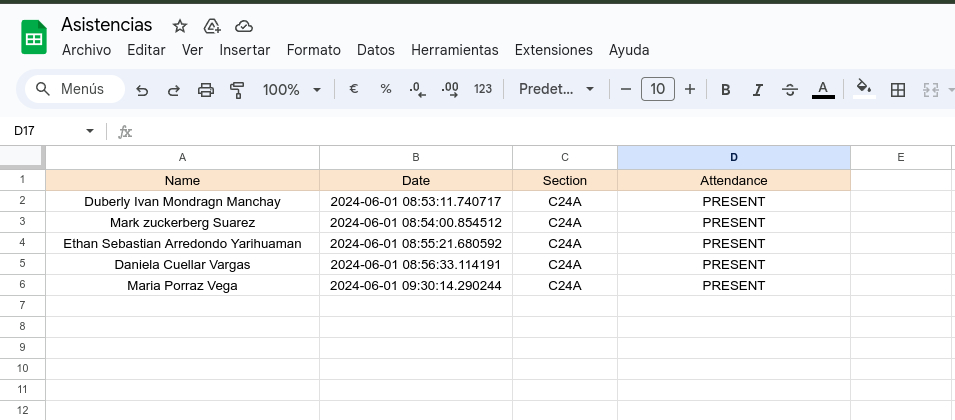 Asistencias
Archivo Editar Ver Insertar Formato Datos Herramientas Extensiones Ayuda
Menús 100% € % .0 .00 123 Predet... 10 B I A
D17 fx
A B C D E
1 Name Date Section Attendance
2 Duberly Ivan Mondragn Manchay 2024-06-01 08:53:11.740717 C24A PRESENT
3 Mark zuckerberg Suarez 2024-06-01 08:54:00.854512 C24A PRESENT
4 Ethan Sebastian Arredondo Yarihuaman 2024-06-01 08:55:21.680592 C24A PRESENT
5 Daniela Cuellar Vargas 2024-06-01 08:56:33.114191 C24A PRESENT
6 Maria Porraz Vega 2024-06-01 09:30:14.290244 C24A PRESENT
7
8
9
10
11
12